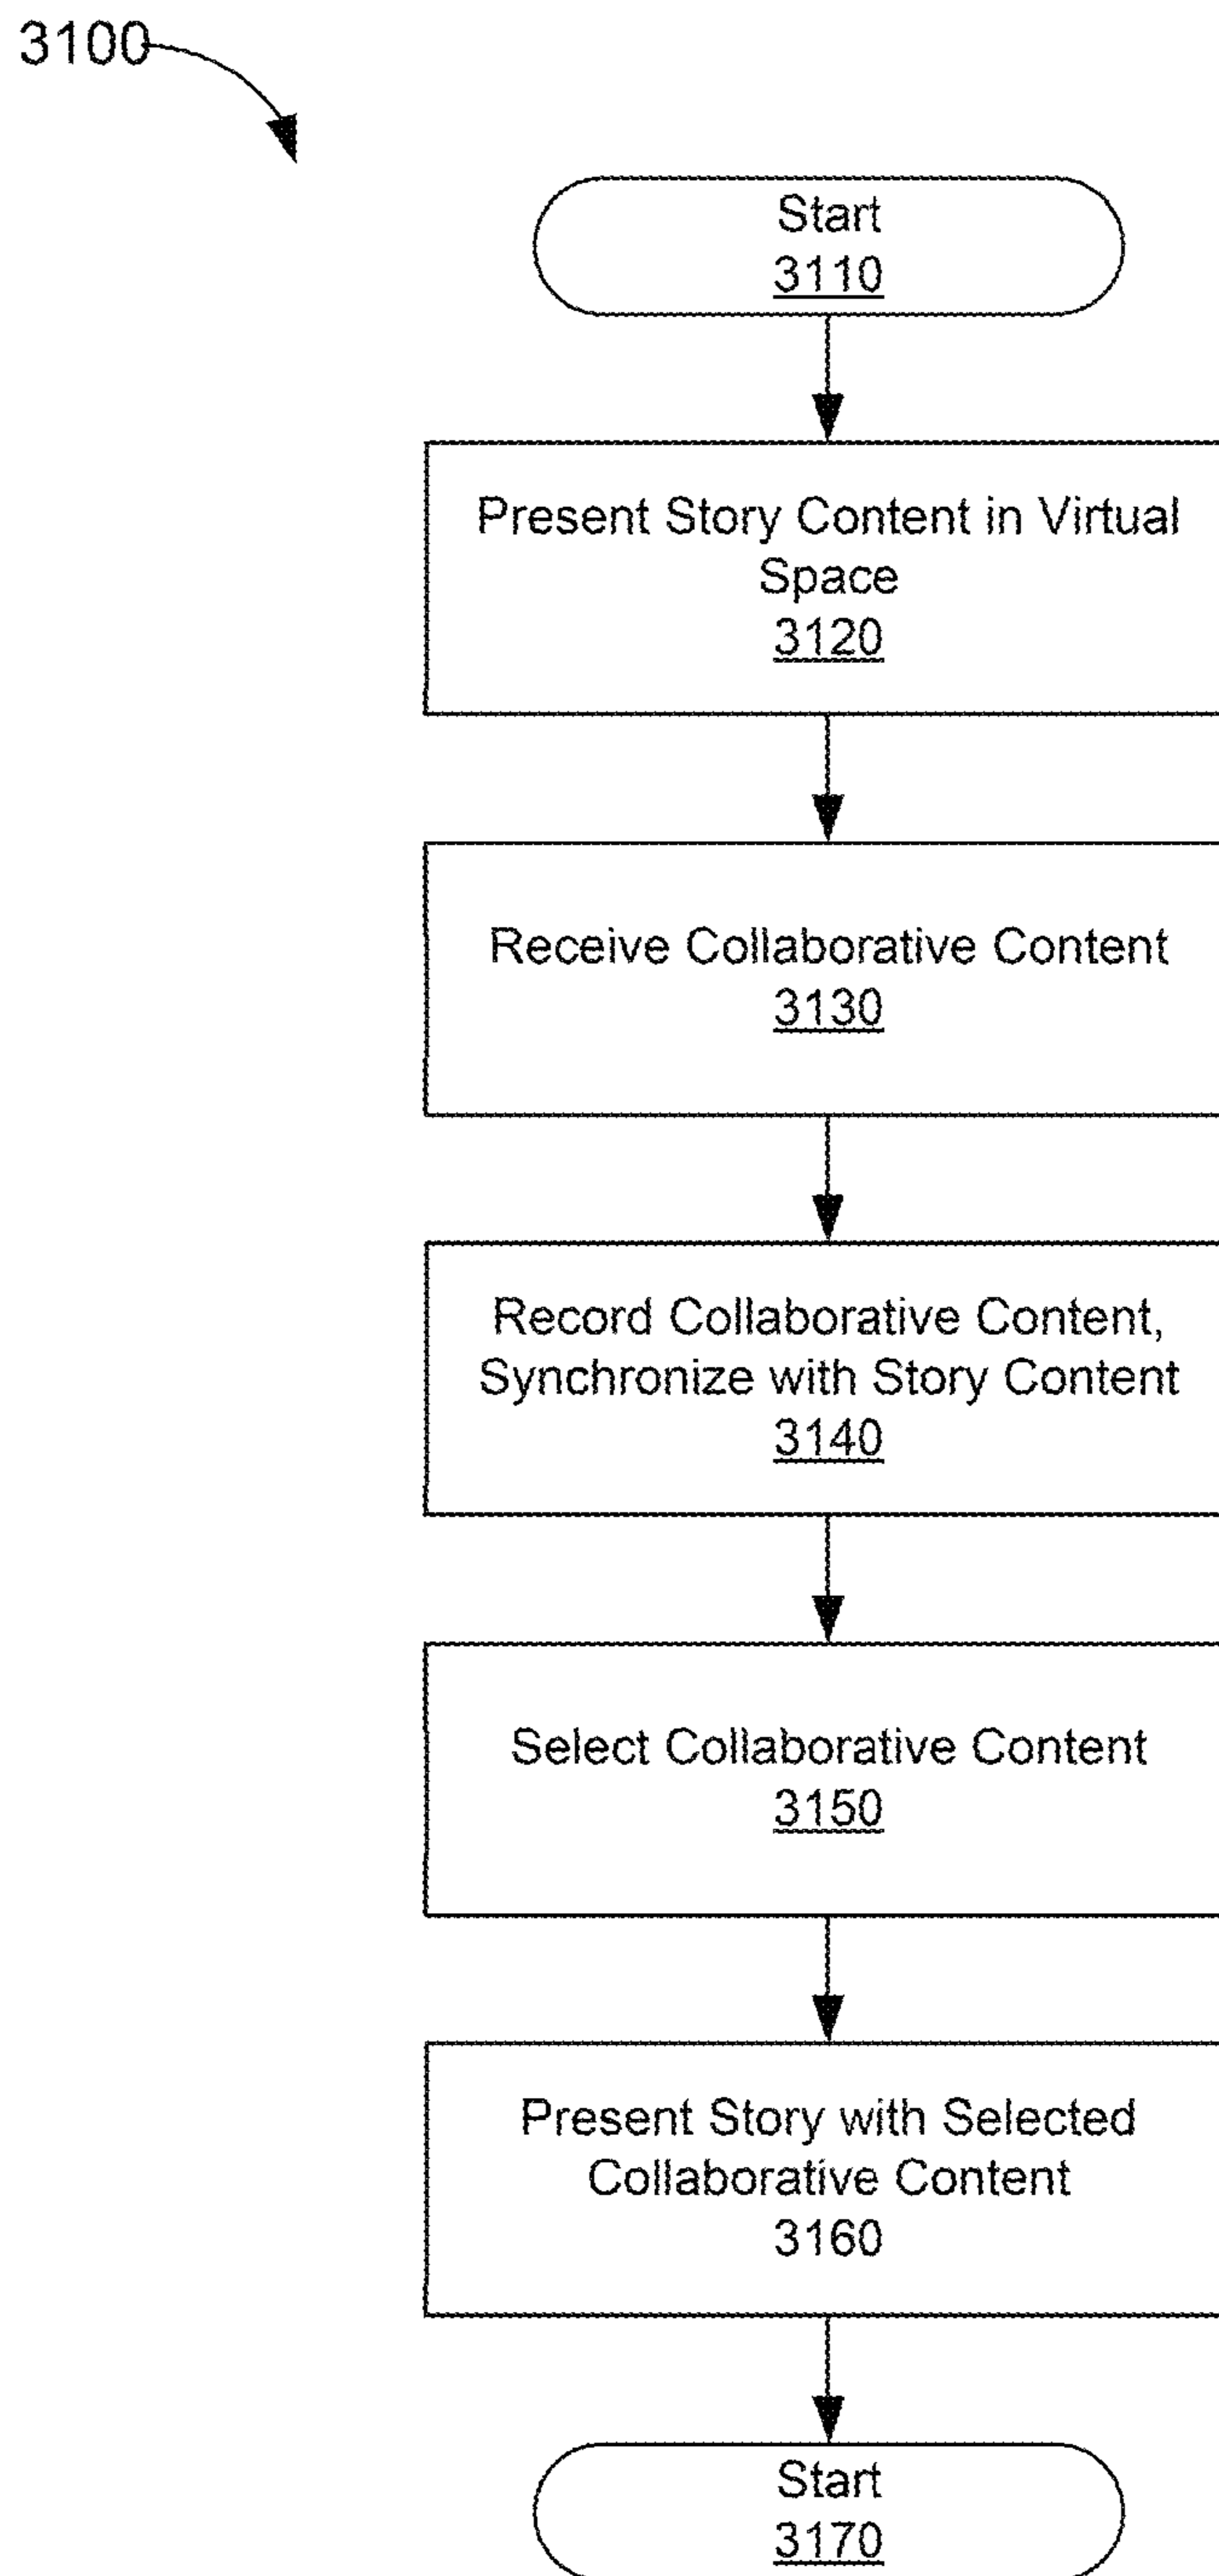 3100
Start
3110
Present Story Content in Virtual
Space
3120
Receive Collaborative Content
3130
Record Collaborative Content,
Synchronize with Story Content
3140
Select Collaborative Content
3150
Present Story with Selected
Collaborative Content
3160
Start
3170